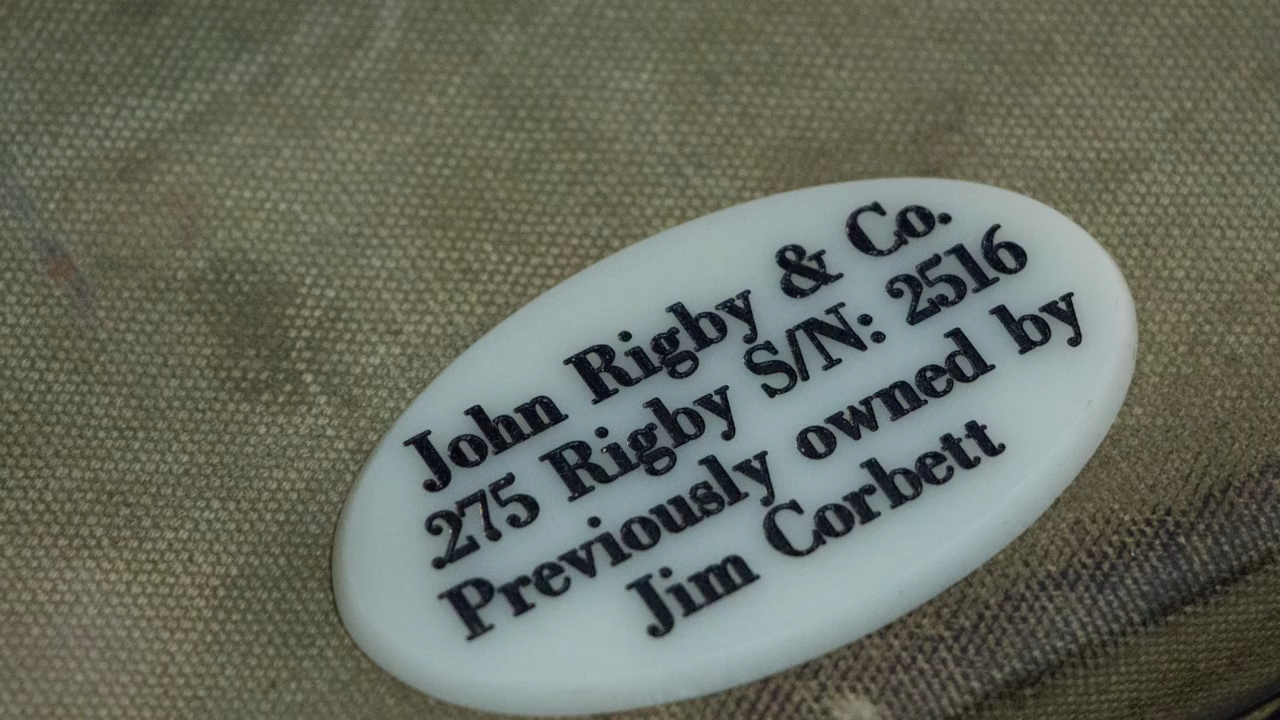 John Rigby & Co.
275 Rigby S/N: 2516
Previously owned by
Jim Corbett